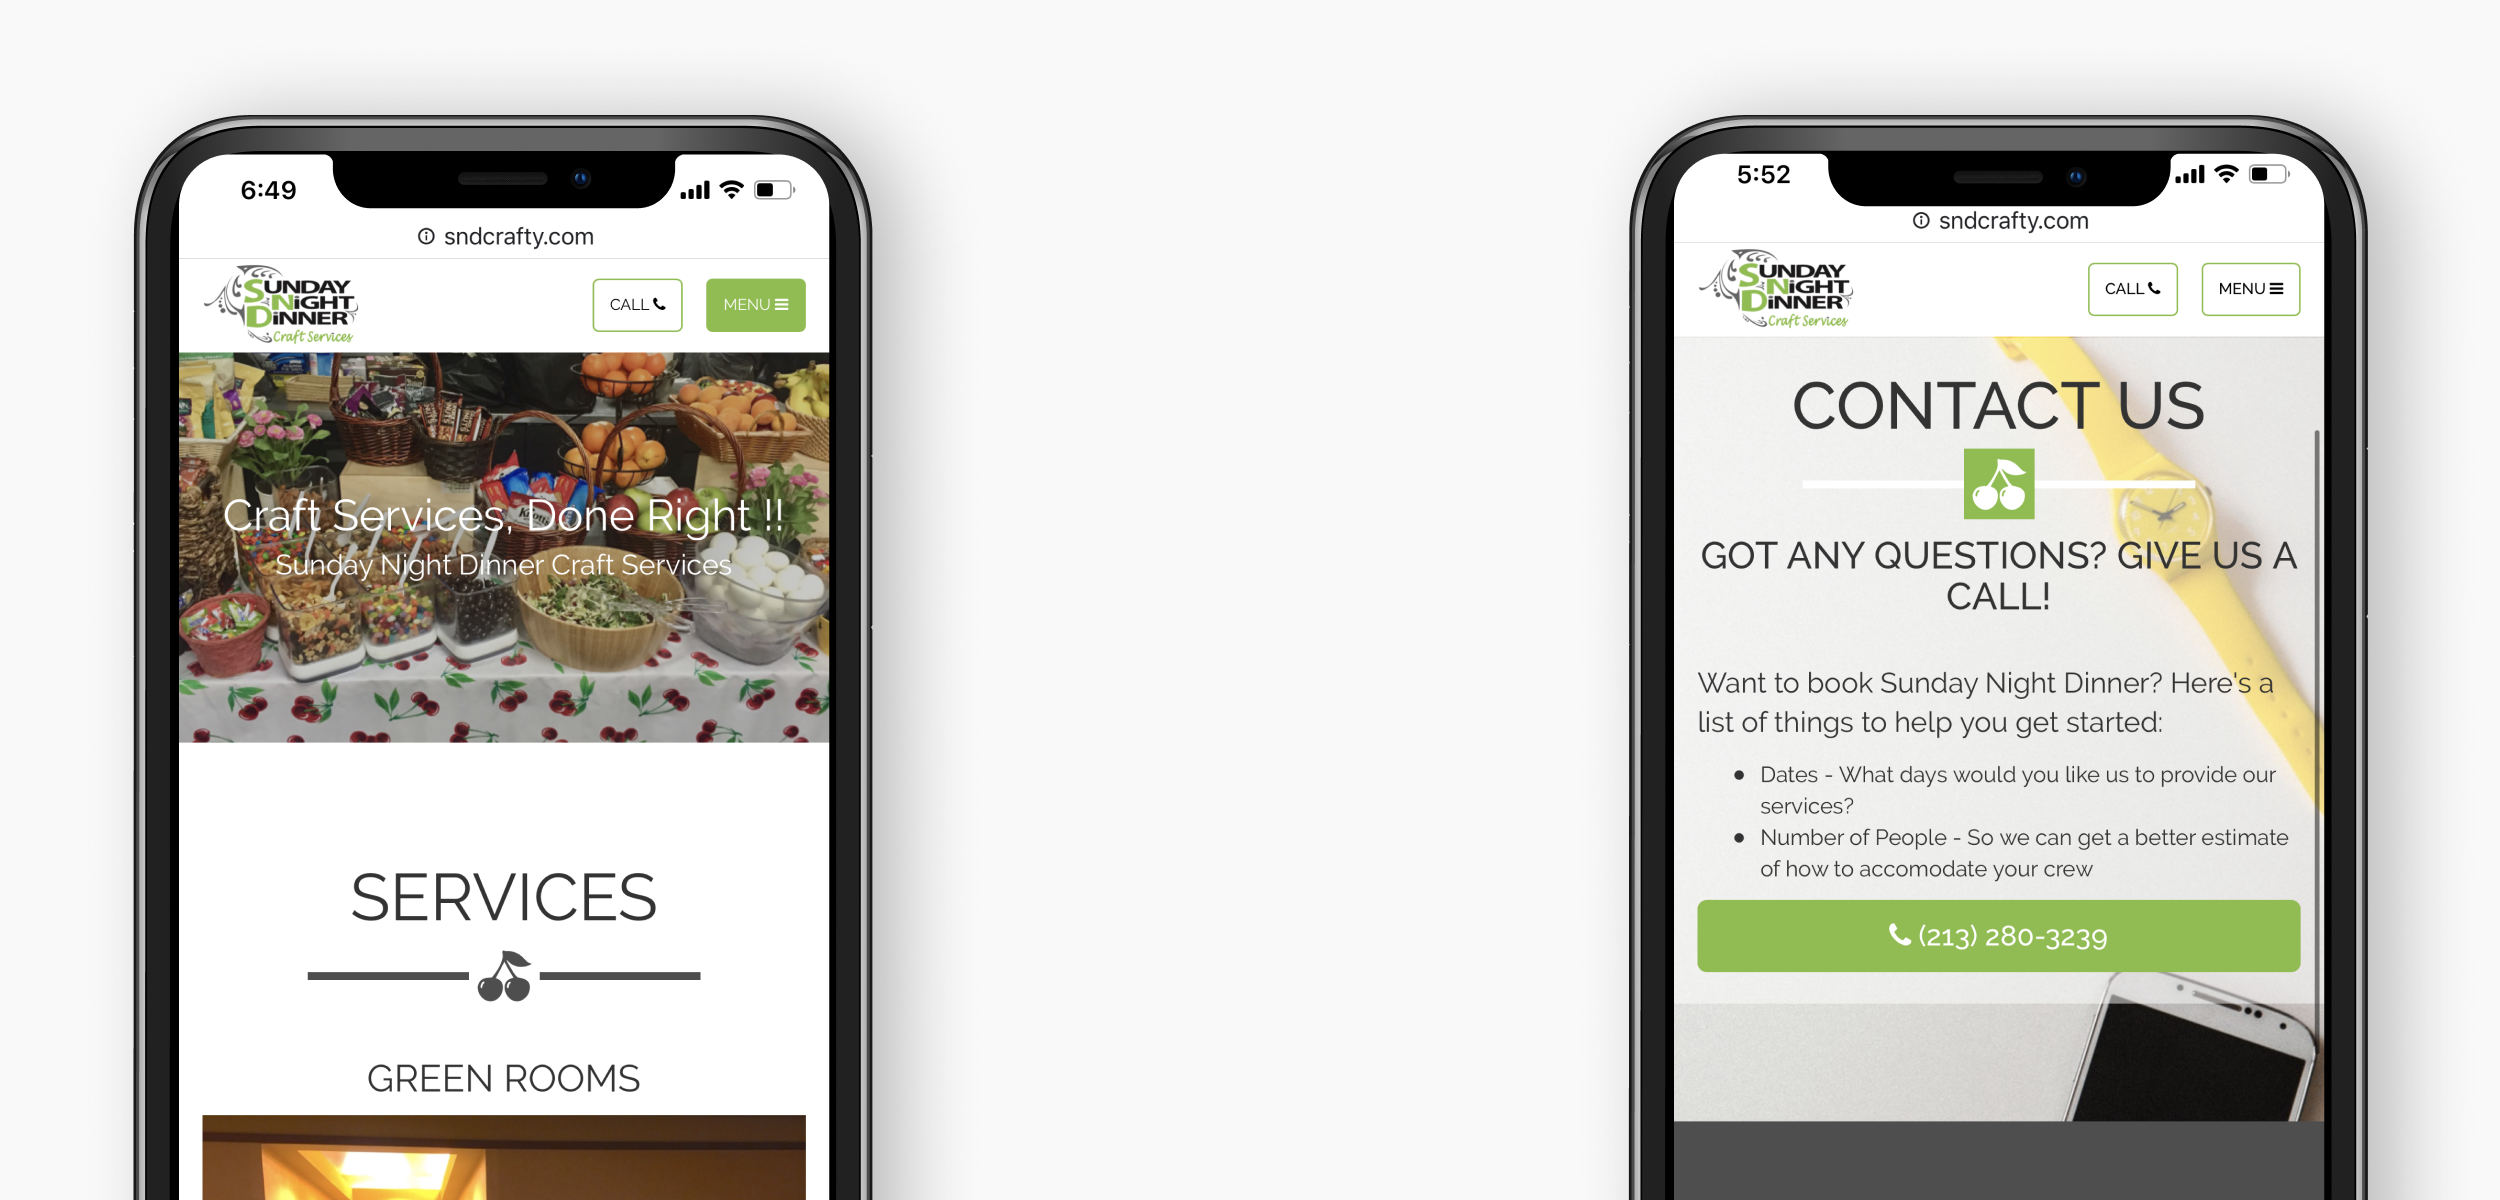 6:49
sndcrafty.com
SUNDAY
NiGHT
DiNNER
Craft Services
CALL
MENU
Craft Services, Done Right !!
Sunday Night Dinner Craft Services
SERVICES
GREEN ROOMS
5:52
sndcrafty.com
SUNDAY
NiGHT
DiNNER
Craft Services
CALL
MENU
CONTACT US
GOT ANY QUESTIONS? GIVE US A
CALL!
Want to book Sunday Night Dinner? Here's a
list of things to help you get started:
• Dates - What days would you like us to provide our
services?
• Number of People - So we can get a better estimate
of how to accomodate your crew
(213) 280-3239